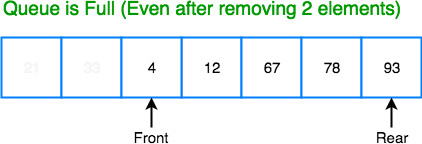 Queue is Full (Even after removing 2 elements)
21 33 4 12 67 78 93
Front Rear